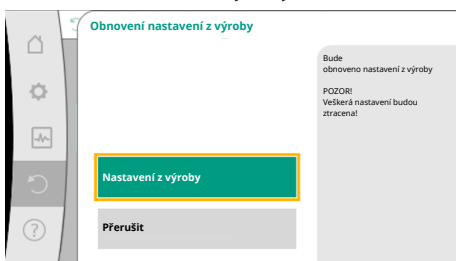 Obnovení nastavení z výroby
Bude
obnoveno nastavení z výroby
POZOR!
Veškerá nastavení budou
ztracena!
Nastavení z výroby
Přerušit